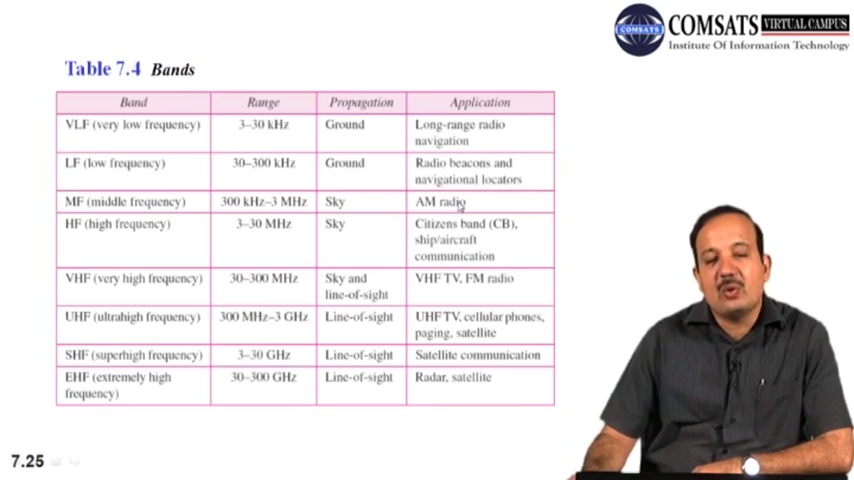 COMSATS
COMSATS VIRTUAL CAMPUS
Institute Of Information Technology
Table 7.4 Bands
Band Range Propagation Application
VLF (very low frequency) 3–30 kHz Ground Long-range radio
navigation
LF (low frequency) 30–300 kHz Ground Radio beacons and
navigational locators
MF (middle frequency) 300 kHz–3 MHz Sky AM radio
HF (high frequency) 3–30 MHz Sky Citizens band (CB),
ship/aircraft
communication
VHF (very high frequency) 30–300 MHz Sky and VHF TV, FM radio
line-of-sight
UHF (ultrahigh frequency) 300 MHz–3 GHz Line-of-sight UHF TV, cellular phones,
paging, satellite
SHF (superhigh frequency) 3–30 GHz Line-of-sight Satellite communication
EHF (extremely high 30–300 GHz Line-of-sight Radar, satellite
frequency)
7.25